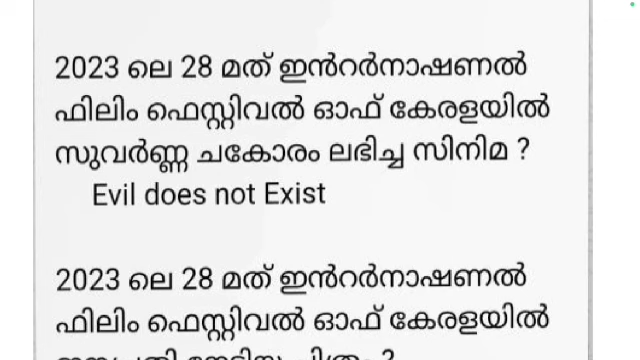 2023 ലെ 28 മത് ഇൻറർനാഷണൽ
ഫിലിം ഫെസ്റ്റിവൽ ഓഫ് കേരളയിൽ
സുവർണ്ണ ചകോരം ലഭിച്ച സിനിമ ?
Evil does not Exist
2023 ലെ 28 മത് ഇൻറർനാഷണൽ
ഫിലിം ഫെസ്റ്റിവൽ ഓഫ് കേരളയിൽ